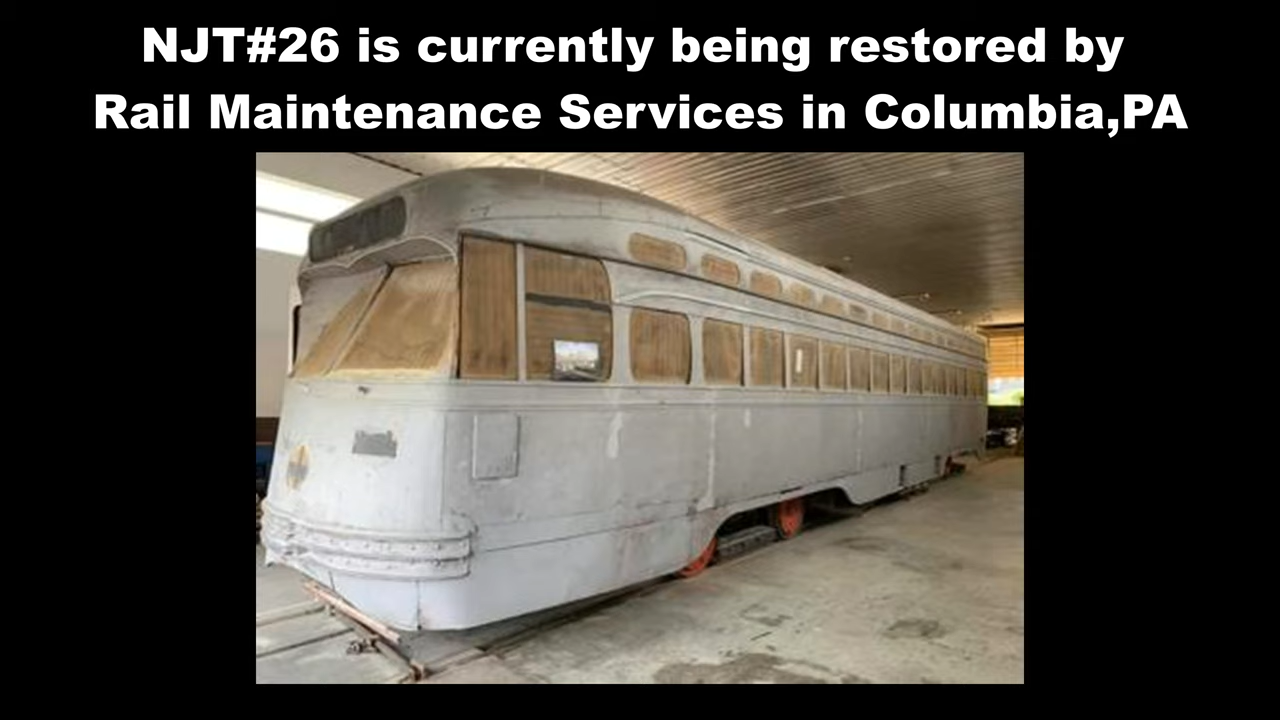 NJT#26 is currently being restored by
Rail Maintenance Services in Columbia,PA